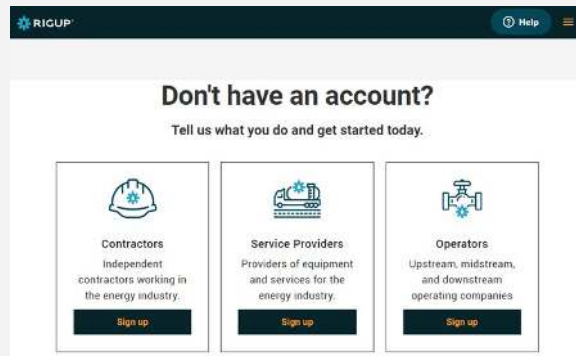 RIGUP
Help
Don't have an account?
Tell us what you do and get started today.
Contractors
Independent
contractors working in
the energy industry.
Sign up
Service Providers
Providers of equipment
and services for the
energy industry.
Sign up
Operators
Upstream, midstream,
and downstream
operating companies
Sign up